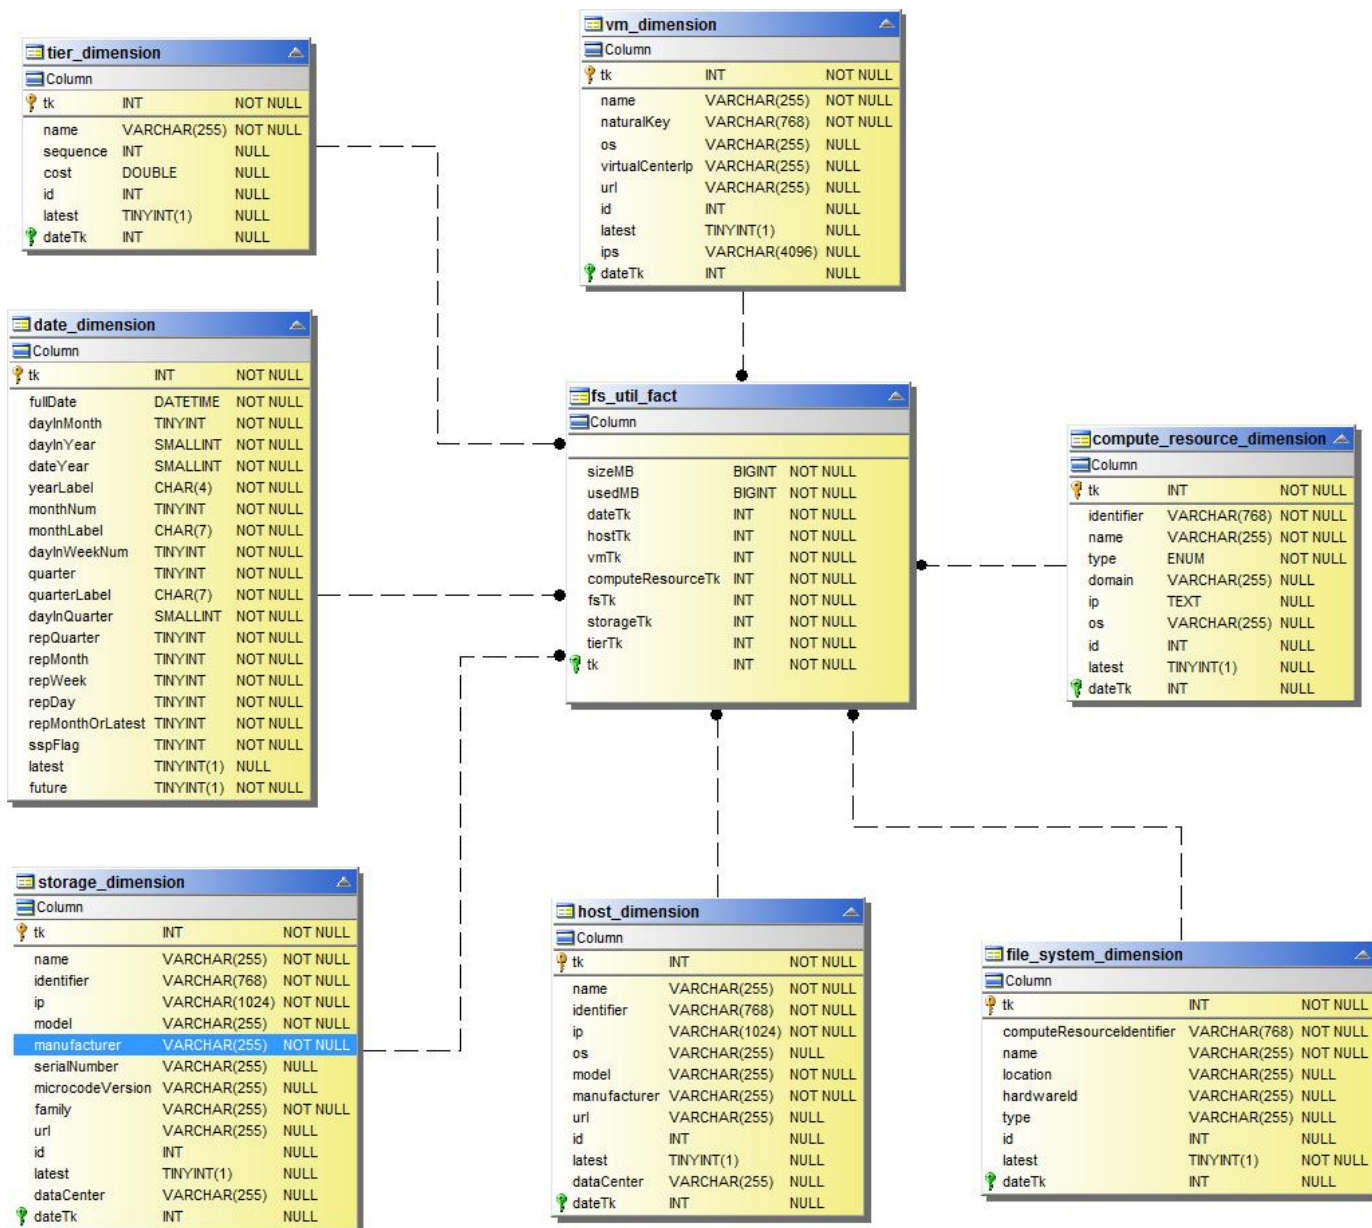 tier_dimension
Column
tk INT NOT NULL
name VARCHAR(255) NOT NULL
sequence INT NULL
cost DOUBLE NULL
id INT NULL
latest TINYINT(1) NULL
dateTk INT NULL
vm_dimension
Column
tk INT NOT NULL
name VARCHAR(255) NOT NULL
naturalKey VARCHAR(768) NOT NULL
os VARCHAR(255) NULL
virtualCenterIp VARCHAR(255) NULL
url VARCHAR(255) NULL
id INT NULL
latest TINYINT(1) NULL
ips VARCHAR(4096) NULL
dateTk INT NULL
date_dimension
Column
tk INT NOT NULL
fullDate DATETIME NOT NULL
dayInMonth TINYINT NOT NULL
dayInYear SMALLINT NOT NULL
dateYear SMALLINT NOT NULL
yearLabel CHAR(4) NOT NULL
monthNum TINYINT NOT NULL
monthLabel CHAR(7) NOT NULL
dayInWeekNum TINYINT NOT NULL
quarter TINYINT NOT NULL
quarterLabel CHAR(7) NOT NULL
dayInQuarter SMALLINT NOT NULL
repQuarter TINYINT NOT NULL
repMonth TINYINT NOT NULL
repWeek TINYINT NOT NULL
repDay TINYINT NOT NULL
repMonthOrLatest TINYINT NOT NULL
sspFlag TINYINT NOT NULL
latest TINYINT(1) NULL
future TINYINT(1) NOT NULL
fs_util_fact
Column
sizeMB BIGINT NOT NULL
usedMB BIGINT NOT NULL
dateTk INT NOT NULL
hostTk INT NOT NULL
vmTk INT NOT NULL
computeResourceTk INT NOT NULL
fsTk INT NOT NULL
storageTk INT NOT NULL
tierTk INT NOT NULL
tk INT NOT NULL
compute_resource_dimension
Column
tk INT NOT NULL
identifier VARCHAR(768) NOT NULL
name VARCHAR(255) NOT NULL
type ENUM NOT NULL
domain VARCHAR(255) NULL
ip TEXT NULL
os VARCHAR(255) NULL
id INT NULL
latest TINYINT(1) NULL
dateTk INT NULL
storage_dimension
Column
tk INT NOT NULL
name VARCHAR(255) NOT NULL
identifier VARCHAR(768) NOT NULL
ip VARCHAR(1024) NOT NULL
model VARCHAR(255) NOT NULL
manufacturer VARCHAR(255) NOT NULL
serialNumber VARCHAR(255) NULL
microcodeVersion VARCHAR(255) NULL
family VARCHAR(255) NOT NULL
url VARCHAR(255) NULL
id INT NULL
latest TINYINT(1) NULL
dataCenter VARCHAR(255) NULL
dateTk INT NULL
host_dimension
Column
tk INT NOT NULL
name VARCHAR(255) NOT NULL
identifier VARCHAR(768) NOT NULL
ip VARCHAR(1024) NOT NULL
os VARCHAR(255) NULL
model VARCHAR(255) NOT NULL
manufacturer VARCHAR(255) NOT NULL
url VARCHAR(255) NULL
id INT NULL
latest TINYINT(1) NULL
dataCenter VARCHAR(255) NULL
dateTk INT NULL
file_system_dimension
Column
tk INT NOT NULL
computeResourceIdentifier VARCHAR(768) NOT NULL
name VARCHAR(255) NOT NULL
location VARCHAR(255) NULL
hardwareId VARCHAR(255) NULL
type VARCHAR(255) NULL
id INT NULL
latest TINYINT(1) NOT NULL
dateTk INT NULL